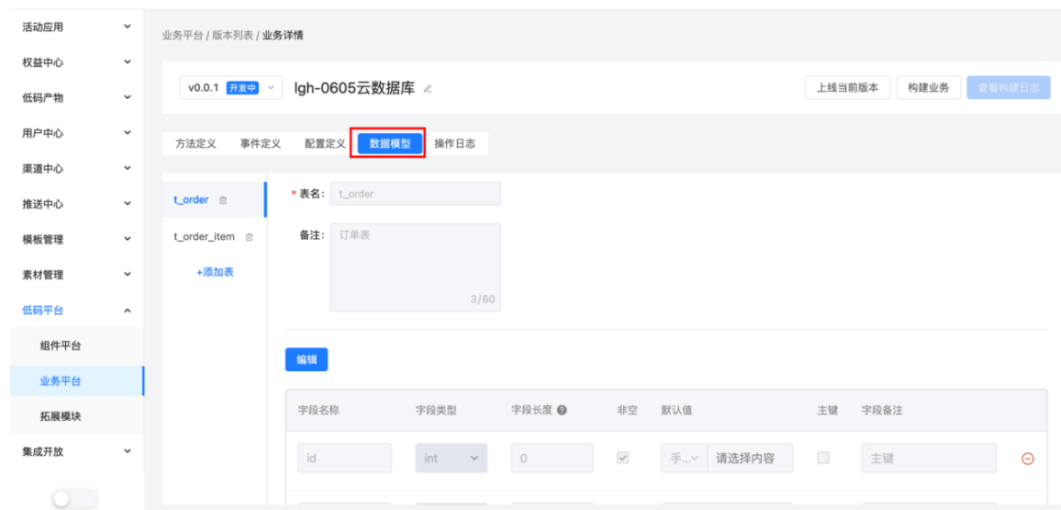 活动应用
权益中心
低码产物
用户中心
渠道中心
推送中心
模板管理
素材管理
低码平台
组件平台
业务平台
拓展模块
集成开放
业务平台 / 版本列表 / 业务详情
v0.0.1 开发中 lgh-0605云数据库
上线当前版本 构建业务 查看构建日志
方法定义 事件定义 配置定义 数据模型 操作日志
t_order
t_order_item
+添加表
* 表名: t_order
备注: 订单表
3/60
编辑
字段名称 字段类型 字段长度 非空 默认值 主键 字段备注
id int 0 手... 请选择内容 主键